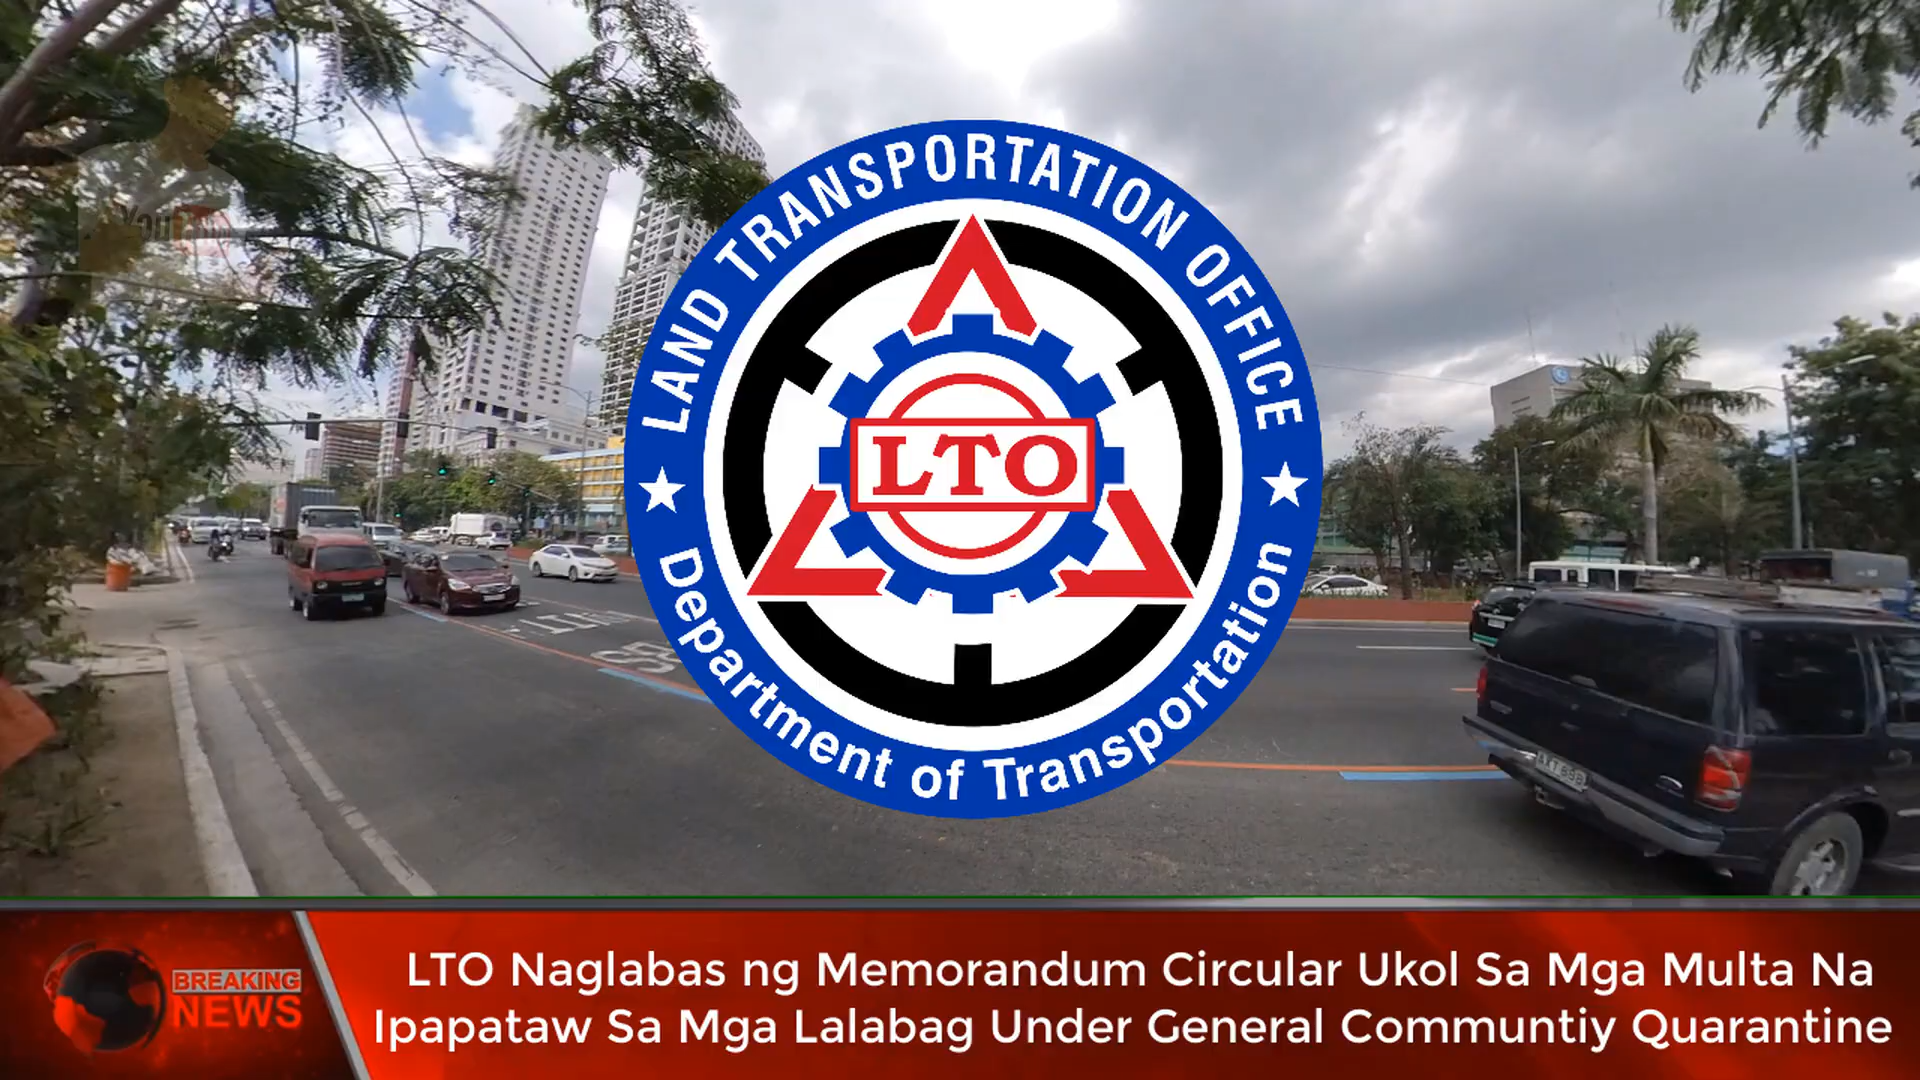 LAND TRANSPORTATION OFFICE
LTO
Department of Transportation
BREAKING
NEWS
LTO Naglabas ng Memorandum Circular Ukol Sa Mga Multa Na
Ipapataw Sa Mga Lalabag Under General Communtiy Quarantine